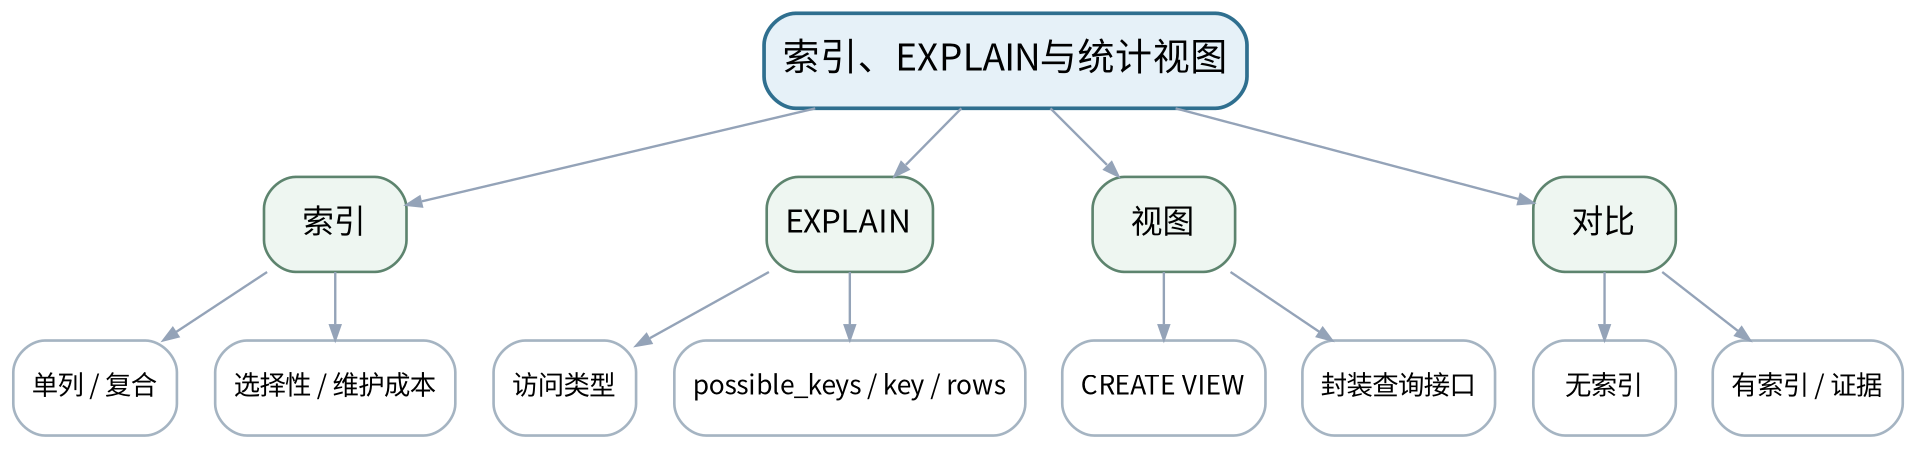 索引、EXPLAIN与统计视图
索引
EXPLAIN
视图
对比
单列 / 复合
选择性 / 维护成本
访问类型
possible_keys / key / rows
CREATE VIEW
封装查询接口
无索引
有索引 / 证据